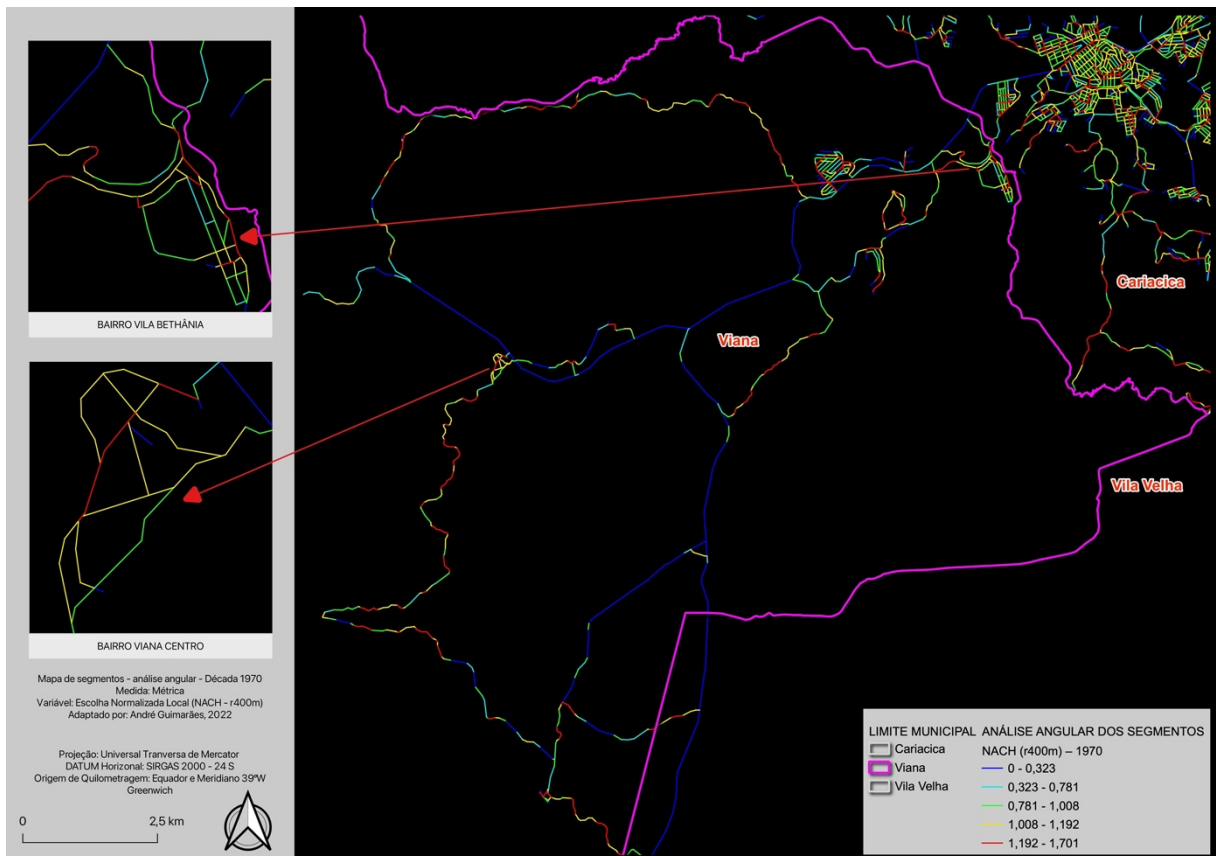 BAIRRO VILA BETHÂNIA
BAIRRO VIANA CENTRO
Mapa de segmentos - análise angular - Década 1970
Medida: Métrica
Variável: Escolha Normalizada Local (NACH - r400m)
Adaptado por: André Guimarães, 2022
Projeção: Universal Tranversa de Mercator
DATUM Horizonal: SIRGAS 2000 - 24 S
Origem de Quilometragem: Equador e Meridiano 39ºW
Greenwich
0 2,5 km
Cariacica
Viana
Vila Velha
LIMITE MUNICIPAL
Cariacica
Viana
Vila Velha
ANÁLISE ANGULAR DOS SEGMENTOS
NACH (r400m) – 1970
0 - 0,323
0,323 - 0,781
0,781 - 1,008
1,008 - 1,192
1,192 - 1,701